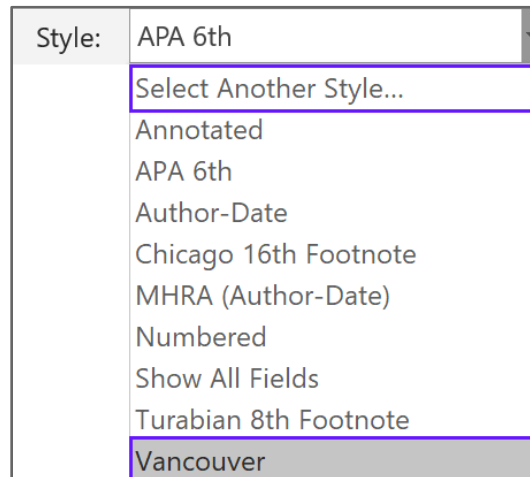 Style: APA 6th
Select Another Style...
Annotated
APA 6th
Author-Date
Chicago 16th Footnote
MHRA (Author-Date)
Numbered
Show All Fields
Turabian 8th Footnote
Vancouver